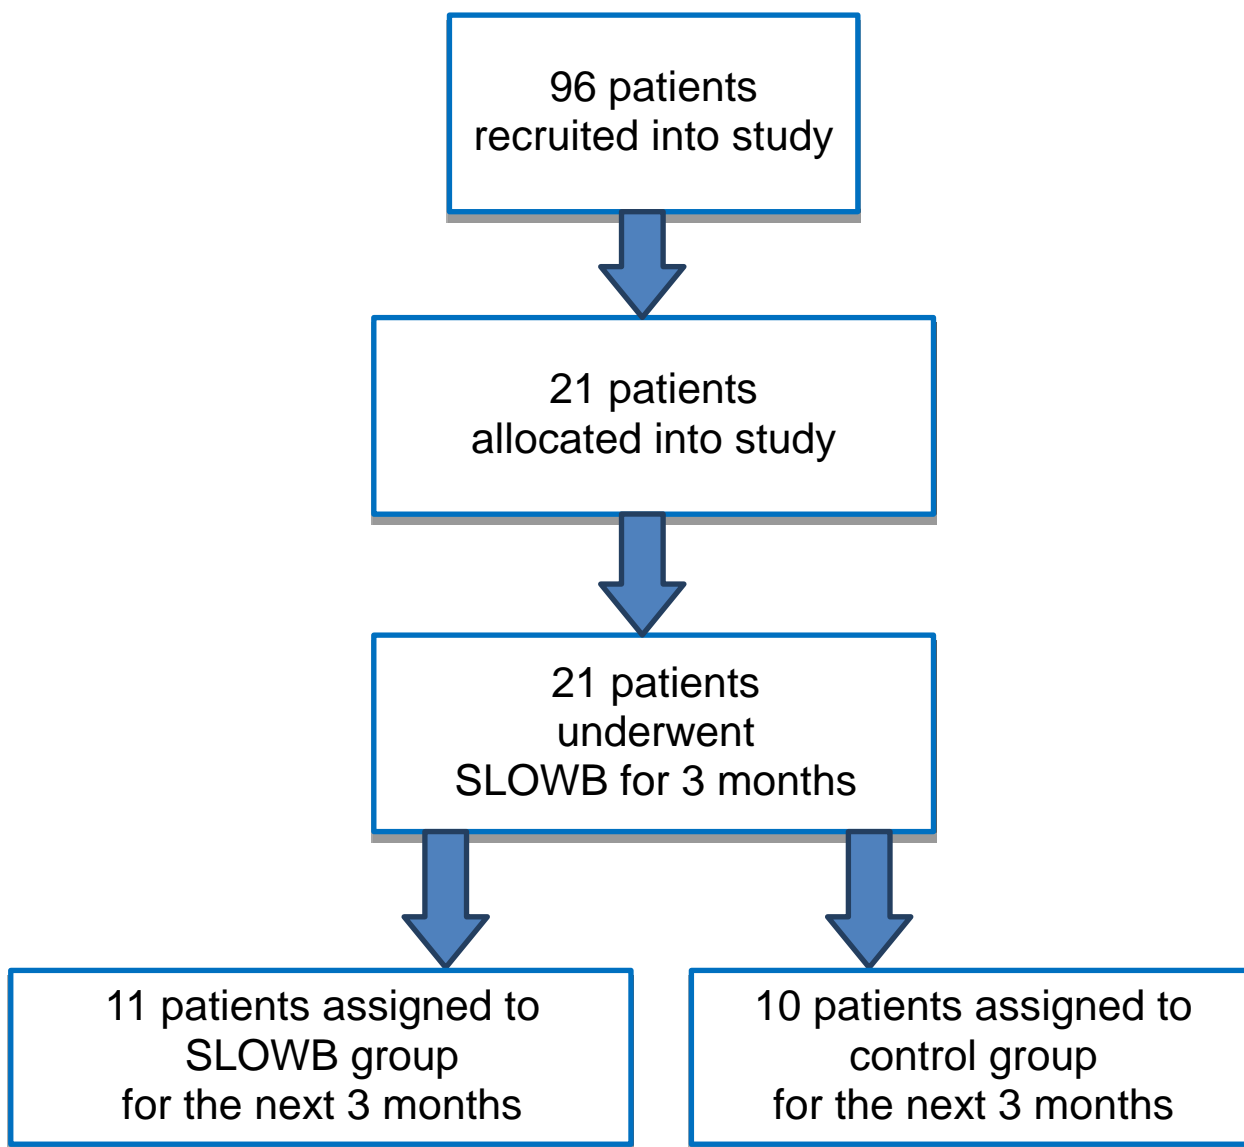 96 patients
recruited into study
21 patients
allocated into study
21 patients
underwent
SLOWB for 3 months
11 patients assigned to
SLOWB group
for the next 3 months
10 patients assigned to
control group
for the next 3 months